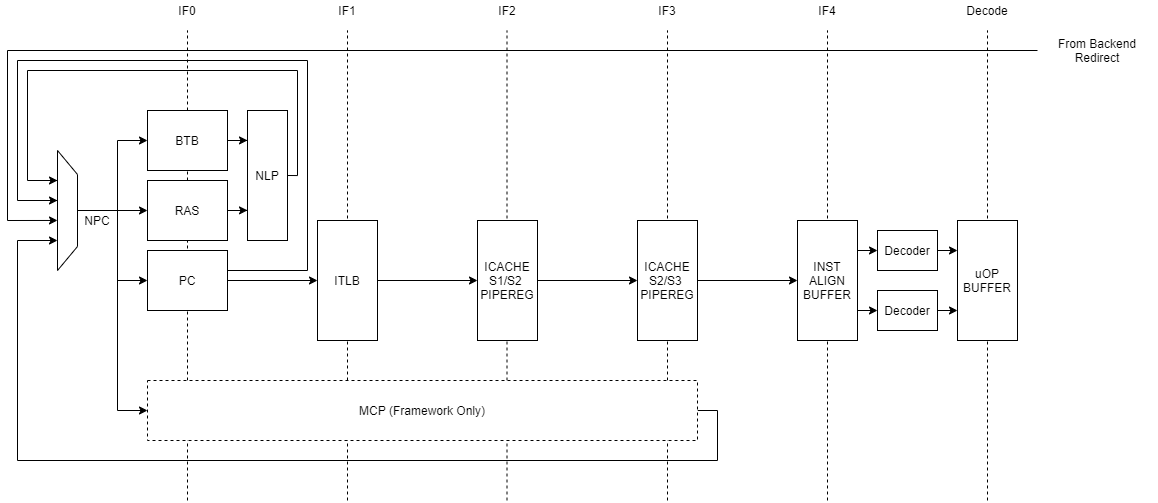 IF0
IF1
IF2
IF3
IF4
Decode
From Backend
Redirect
BTB
NLP
RAS
NPC
PC
ITLB
ICACHE
S1/S2
PIPEREG
ICACHE
S2/S3
PIPEREG
INST
ALIGN
BUFFER
Decoder
Decoder
uOP
BUFFER
MCP (Framework Only)